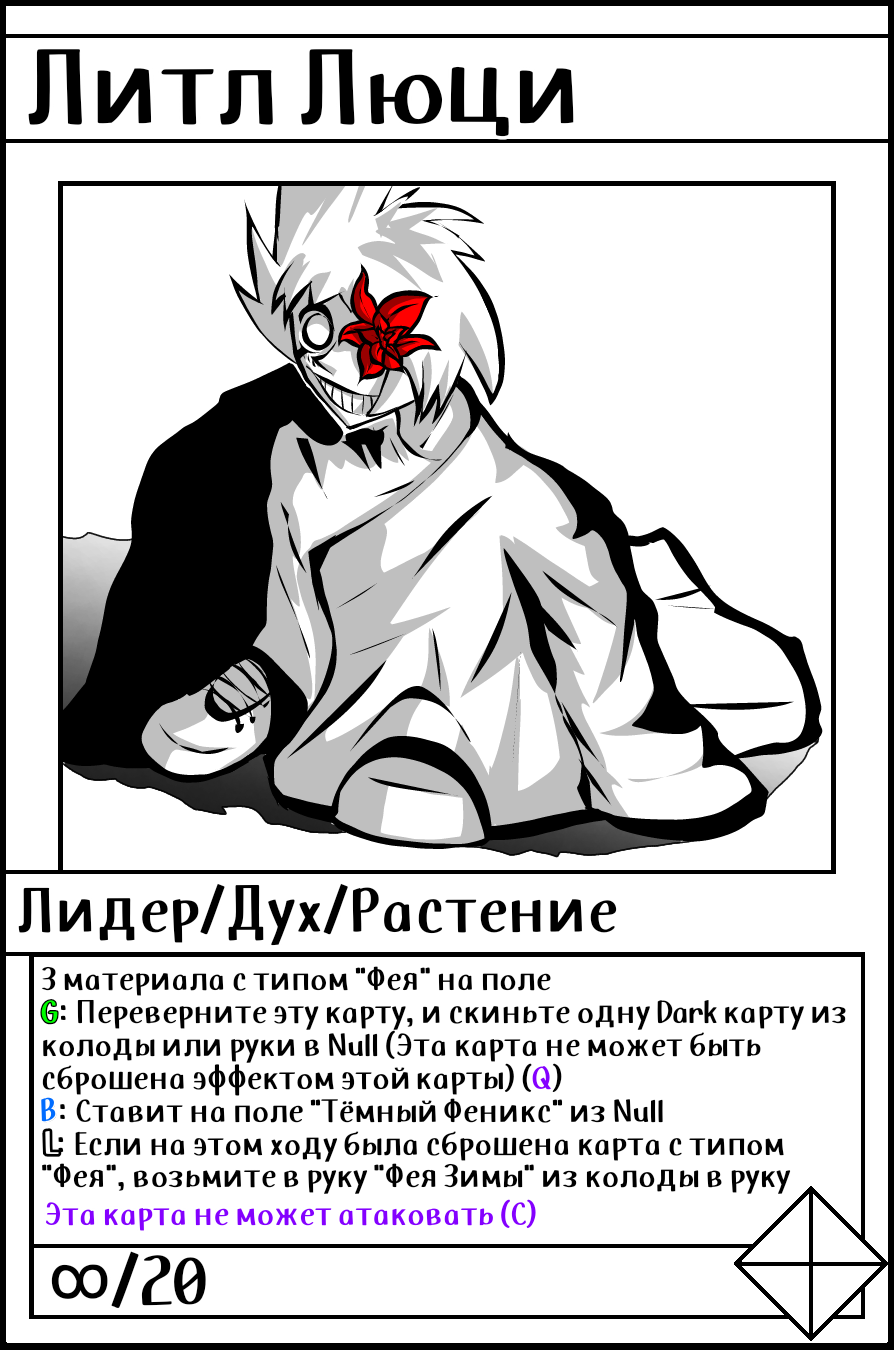 Литл Люци
Лидер/Дух/Растение
3 материала с типом "Фея" на поле
G: Переверните эту карту, и скиньте одну Dark карту из
колоды или руки в Null (Эта карта не может быть
сброшена эффектом этой карты) (Q)
B: Ставит на поле "Тёмный Феникс" из Null
L: Если на этом ходу была сброшена карта с типом
"Фея", возьмите в руку "Фея Зимы" из колоды в руку
Эта карта не может атаковать (C)
∞/20